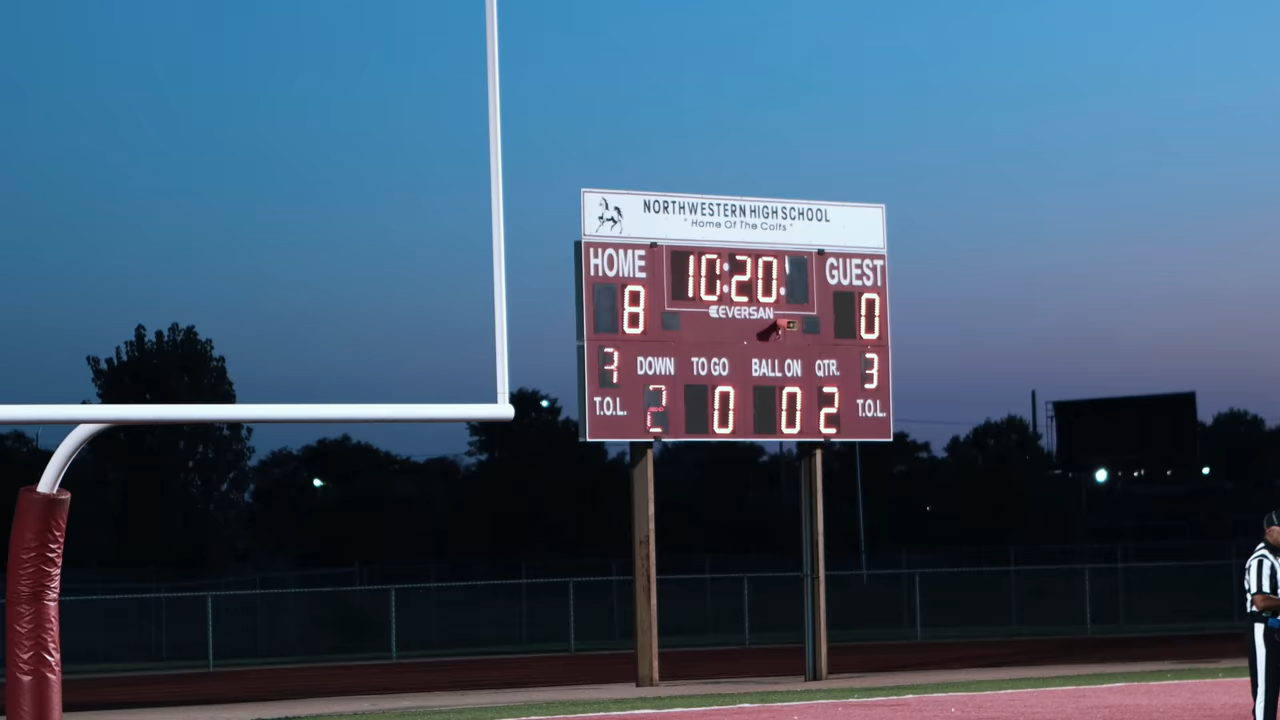 NORTHWESTERN HIGH SCHOOL
"Home Of The Colts"
HOME 10:20 GUEST
8 EVERSAN 0
3 DOWN TO GO BALL ON QTR. 3
T.O.L. 2 0 0 2 T.O.L.